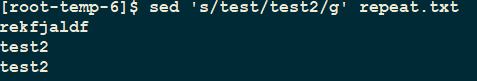 [root-temp-6]$ sed 's/test/test2/g' repeat.txt
rekfjaldf
test2
test2